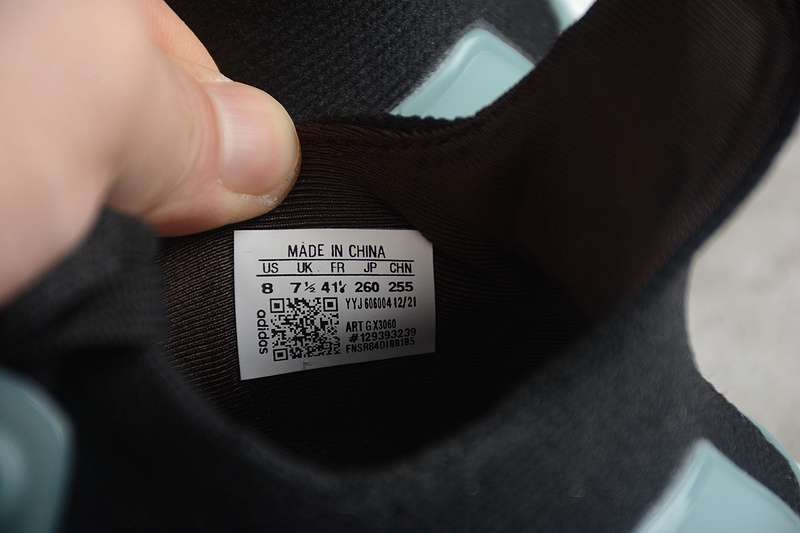 MADE IN CHINA
US UK FR JP CHN
8 7½ 41⅓ 260 255
YYJ 606004 12/21
adidas
ART GX3060
#129393239